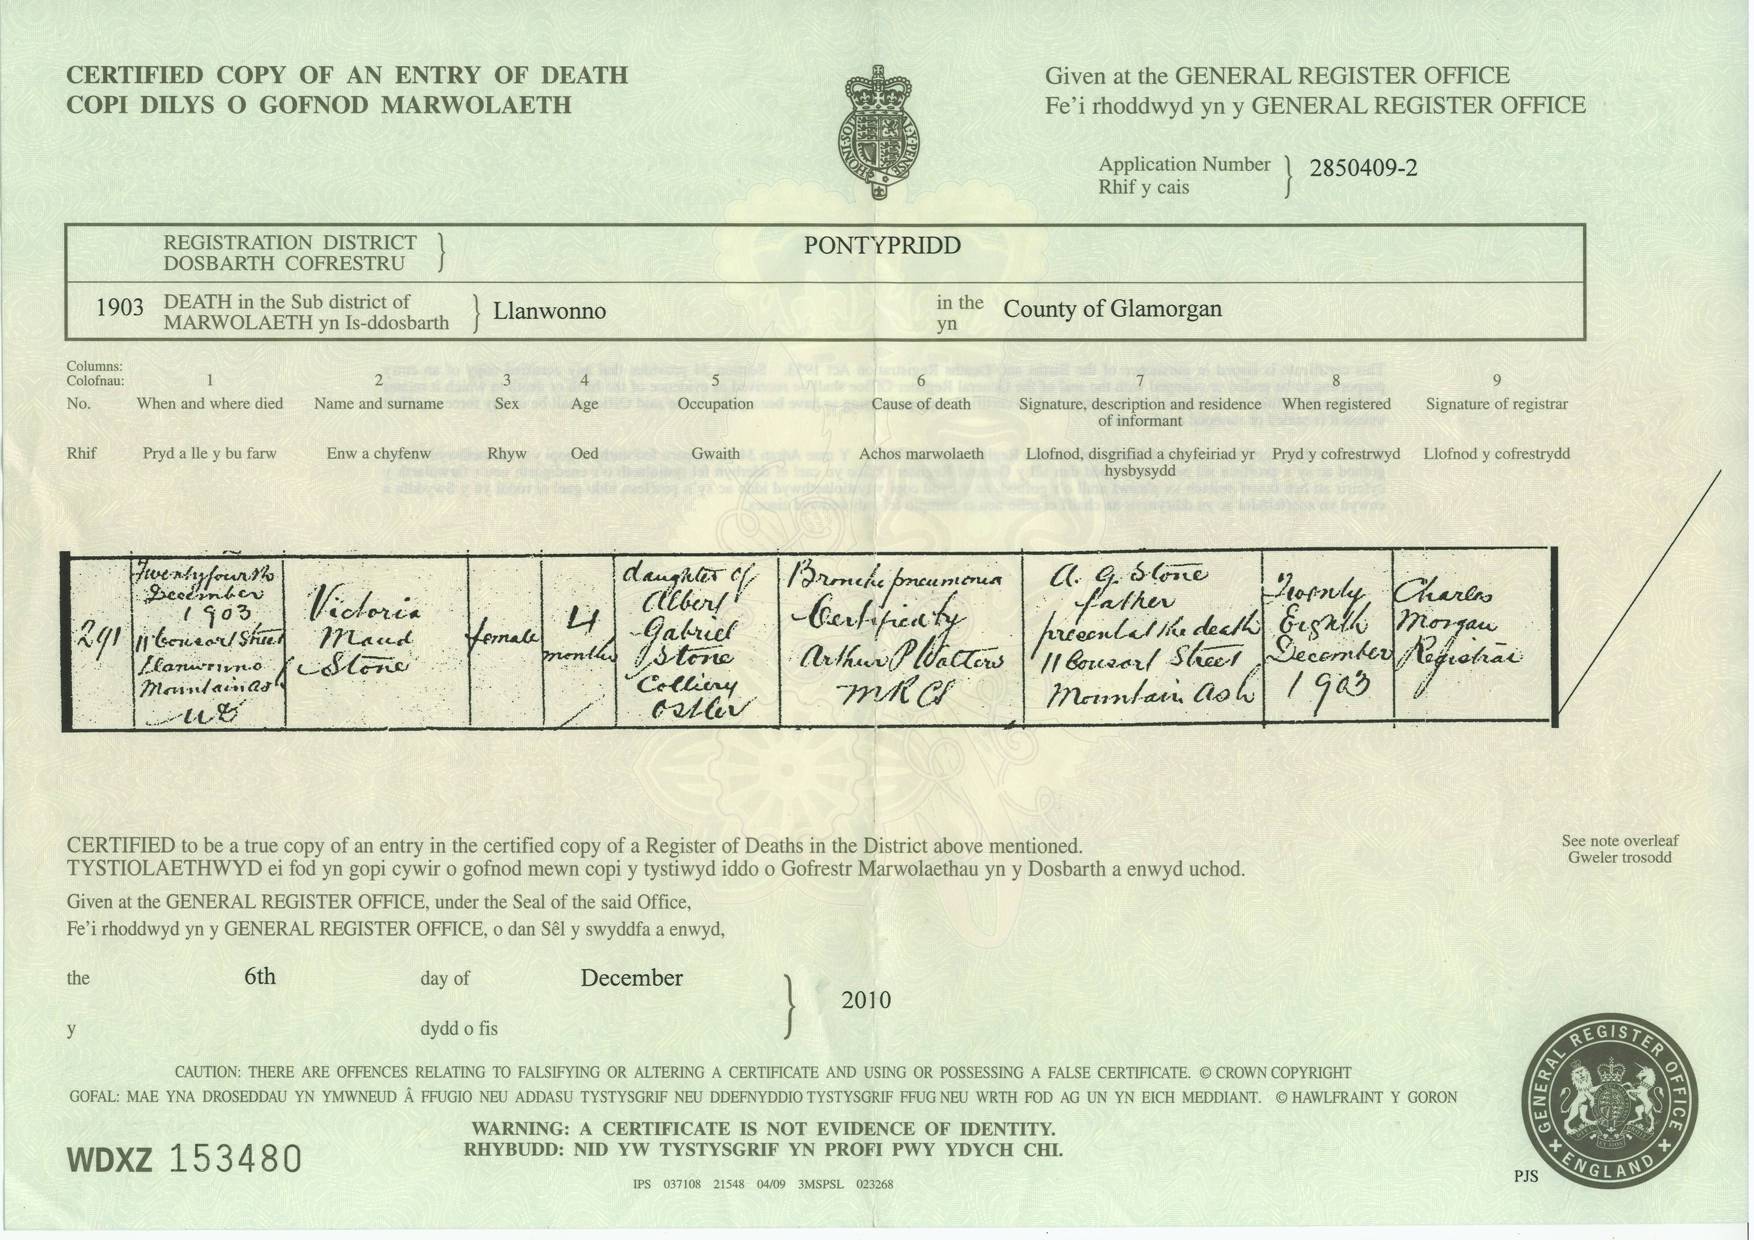 CERTIFIED COPY OF AN ENTRY OF DEATH
COPI DILYS O GOFNOD MARWOLAETH
Given at the GENERAL REGISTER OFFICE
Fe'i rhoddwyd yn y GENERAL REGISTER OFFICE
HONI·SOI
AL·Y·PENSE
Application Number
Rhif y cais
2850409-2
REGISTRATION DISTRICT
DOSBARTH COFRESTRU
PONTYPRIDD
1903
DEATH in the Sub district of
MARWOLAETH yn Is-ddosbarth
Llanwonno
in the
yn
County of Glamorgan
Columns:
Colofnau:
1 2 3 4 5 6 7 8 9
No.
When and where died
Name and surname
Sex
Age
Occupation
Cause of death
Signature, description and residence
of informant
When registered
Signature of registrar
Rhif
Pryd a lle y bu farw
Enw a chyfenw
Rhyw
Oed
Gwaith
Achos marwolaeth
Llofnod, disgrifiad a chyfeiriad yr
hysbysydd
Pryd y cofrestrwyd
Llofnod y cofrestrydd
291
Twenty fourth
December
1903
11 Consort Street
Llanwonno
Mountain Ash
UD
Victoria
Maud
Stone
female
4
months
daughter of
Albert
Gabriel
Stone
Colliery
Ostler
Broncho pneumonia
Certified by
Arthur P Walters
MRCS
A. G. Stone
father
present at the death
11 Consort Street
Mountain Ash
Twenty
Eighth
December
1903
Charles
Morgan
Registrar
CERTIFIED to be a true copy of an entry in the certified copy of a Register of Deaths in the District above mentioned.
TYSTIOLAETHWYD ei fod yn gopi cywir o gofnod mewn copi y tystiwyd iddo o Gofrestr Marwolaethau yn y Dosbarth a enwyd uchod.
See note overleaf
Gweler trosodd
Given at the GENERAL REGISTER OFFICE, under the Seal of the said Office,
Fe'i rhoddwyd yn y GENERAL REGISTER OFFICE, o dan Sêl y swyddfa a enwyd,
the 6th day of December
2010
y dydd o fis
CAUTION: THERE ARE OFFENCES RELATING TO FALSIFYING OR ALTERING A CERTIFICATE AND USING OR POSSESSING A FALSE CERTIFICATE. © CROWN COPYRIGHT
GOFAL: MAE YNA DROSEDDAU YN YMWNEUD Â FFUGIO NEU ADDASU TYSTYSGRIF NEU DDEFNYDDIO TYSTYSGRIF FFUG NEU WRTH FOD AG UN YN EICH MEDDIANT. © HAWLFRAINT Y GORON
WARNING: A CERTIFICATE IS NOT EVIDENCE OF IDENTITY.
RHYBUDD: NID YW TYSTYSGRIF YN PROFI PWY YDYCH CHI.
WDXZ 153480
IPS 037108 21548 04/09 3MSPSL 023268
PJS
GENERAL REGISTER OFFICE
ENGLAND